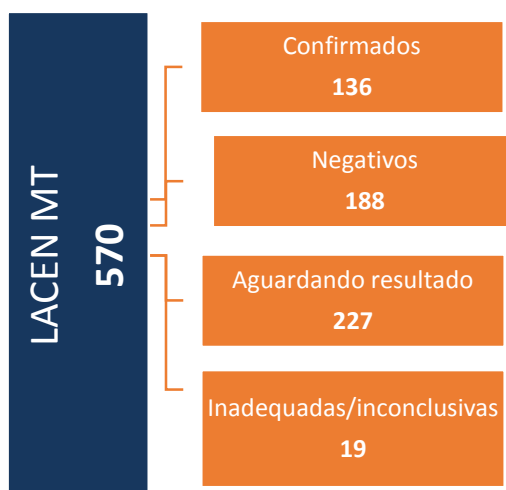 LACEN MT
570
Confirmados
136
Negativos
188
Aguardando resultado
227
Inadequadas/inconclusivas
19